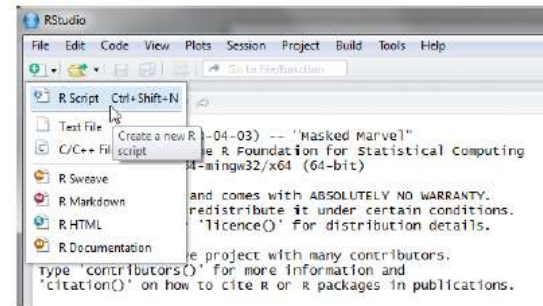 RStudio
File Edit Code View Plots Session Project Build Tools Help
Go to file/function
R Script Ctrl+Shift+N
Text File
C/C++ Fil
Create a new R
script
R Sweave
R Markdown
R HTML
R Documentation
-04-03) -- "Masked Marvel"
e R Foundation for Statistical Computing
4-mingw32/x64 (64-bit)
and comes with ABSOLUTELY NO WARRANTY.
redistribute it under certain conditions.
'licence()' for distribution details.
ve project with many contributors.
Type 'contributors()' for more information and
'citation()' on how to cite R or R packages in publications.